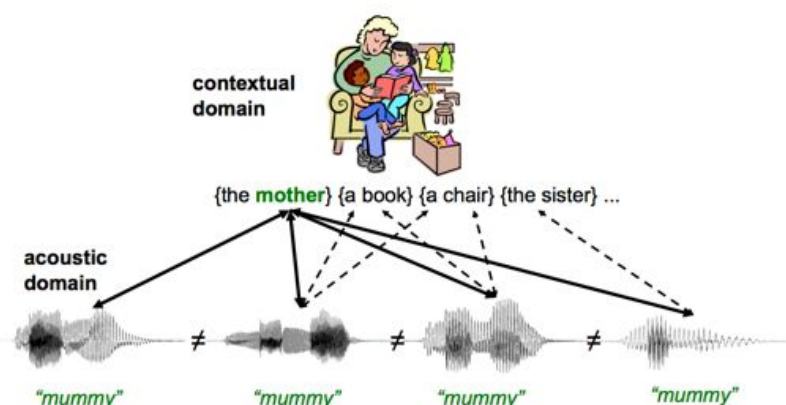 contextual
domain
{the mother} {a book} {a chair} {the sister} ...
acoustic
domain
≠ ≠ ≠
"mummy" "mummy" "mummy" "mummy"